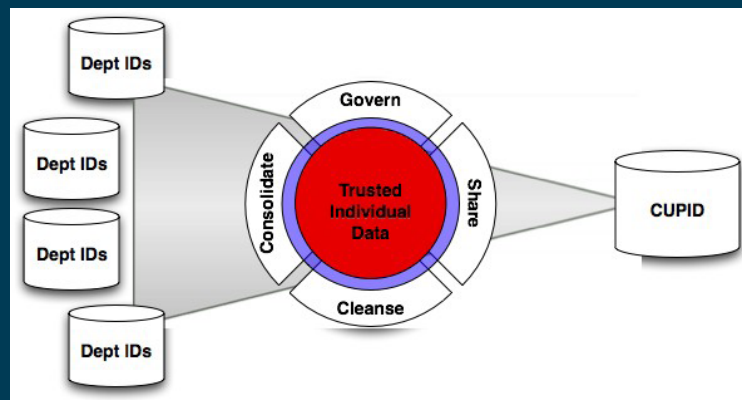 Dept IDs
Dept IDs
Dept IDs
Dept IDs
Govern
Consolidate
Trusted
Individual
Data
Share
Cleanse
CUPID